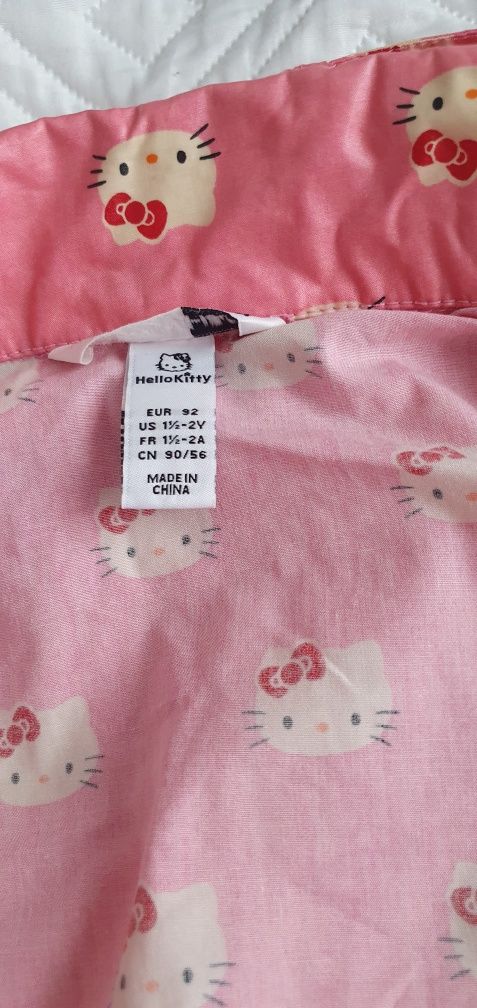 HelloKitty
EUR 92
US 1½-2Y
FR 1½-2A
CN 90/56
MADE IN
CHINA